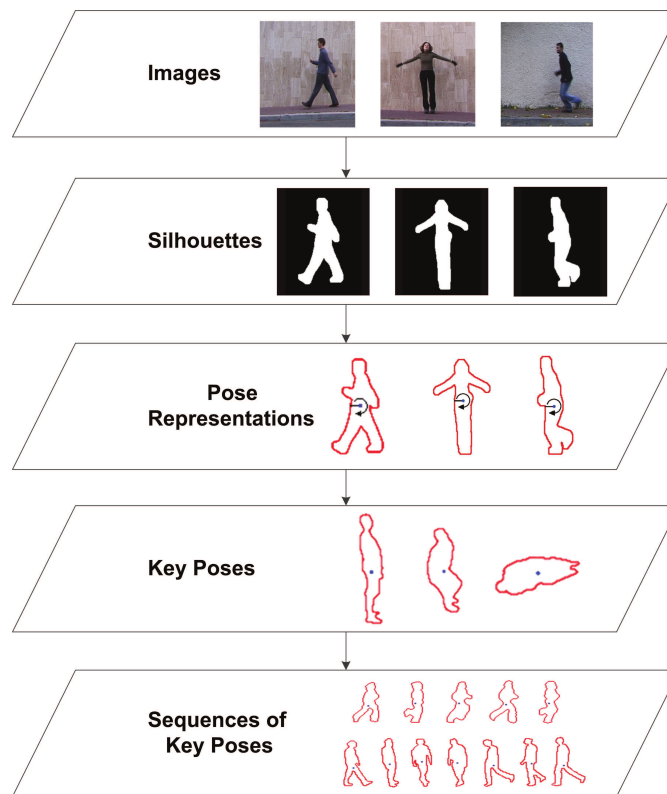 Images
Silhouettes
Pose
Representations
Key Poses
Sequences of
Key Poses